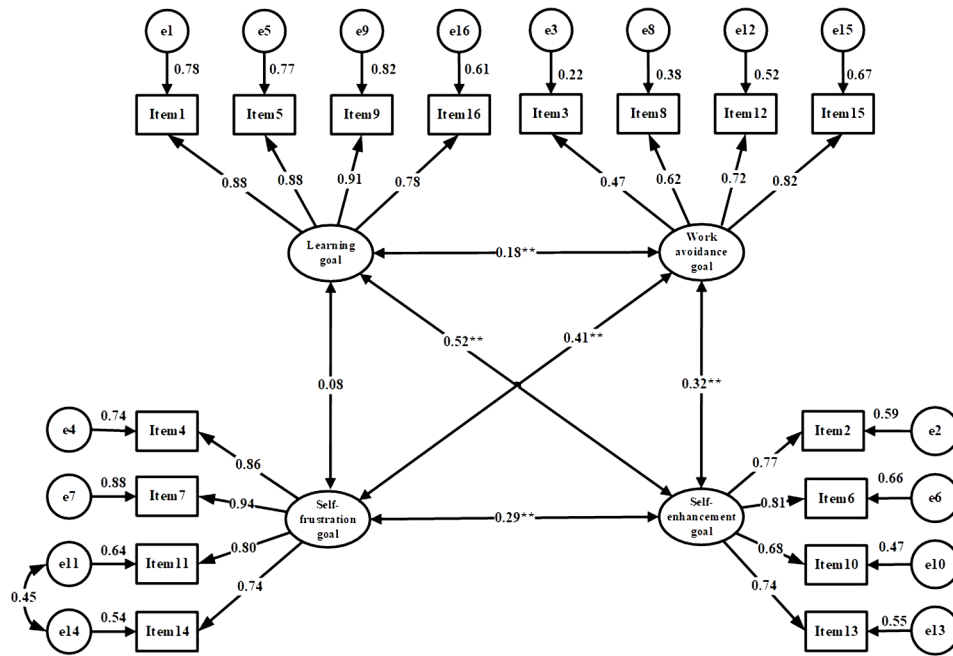 e1 e5 e9 e16 e3 e8 e12 e15
0.78 0.77 0.82 0.61 0.22 0.38 0.52 0.67
Item1 Item5 Item9 Item16 Item3 Item8 Item12 Item15
0.88 0.88 0.91 0.78 0.47 0.62 0.72 0.82
Learning
goal
0.18**
Work
avoidance
goal
0.52** 0.41**
0.08 0.32**
e4 0.74 Item4
0.86
e7 0.88 Item7
0.94
e11 0.64 Item11
0.80
0.45
e14 0.54 Item14
0.74
Self-
frustration
goal
0.29**
Self-
enhancement
goal
0.77 Item2 0.59 e2
0.81 Item6 0.66 e6
0.68 Item10 0.47 e10
0.74 Item13 0.55 e13